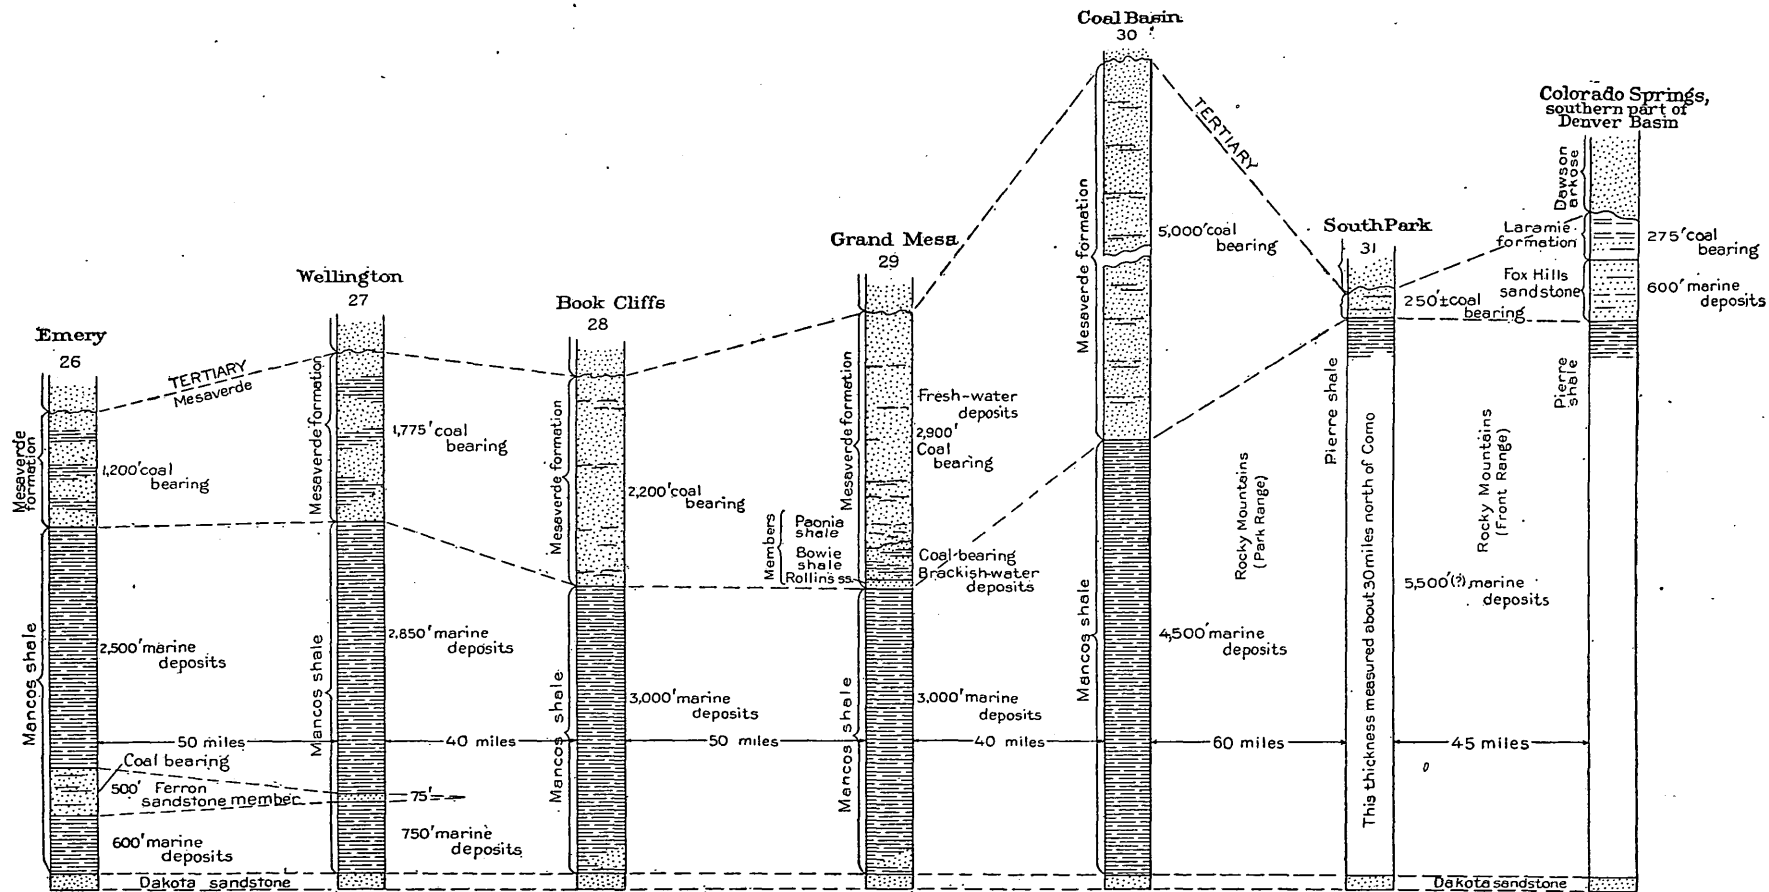 Emery
26
Mesaverde
formation
1,200' coal
bearing
Mancos shale
2,500' marine
deposits
50 miles
Coal bearing
500' Ferron
sandstone member
600' marine
deposits
Dakota sandstone
TERTIARY
Mesaverde
Wellington
27
Mesaverde formation
1,775' coal
bearing
Mancos shale
2,850' marine
deposits
40 miles
75'
750' marine
deposits
Book Cliffs
28
Mesaverde formation
2,200' coal
bearing
Mancos shale
3,000' marine
deposits
50 miles
Grand Mesa
29
Mesaverde formation
Fresh-water
deposits
2,900'
Coal
bearing
Members
Paonia
shale
Bowie
shale
Rollins ss.
Coal-bearing
Brackish-water
deposits
Mancos shale
3,000' marine
deposits
40 miles
Coal Basin
30
Mesaverde formation
5,000' coal
bearing
Mancos shale
4,500' marine
deposits
60 miles
TERTIARY
Rocky Mountains
(Park Range)
South Park
31
250'± coal
bearing
Pierre shale
This thickness measured about 30 miles north of Como
5,500'(?) marine
deposits
45 miles
Rocky Mountains
(Front Range)
Colorado Springs,
southern part of
Denver Basin
Dawson
arkose
Laramie
formation
275' coal
bearing
Fox Hills
sandstone
600' marine
deposits
Pierre
shale
Dakota sandstone